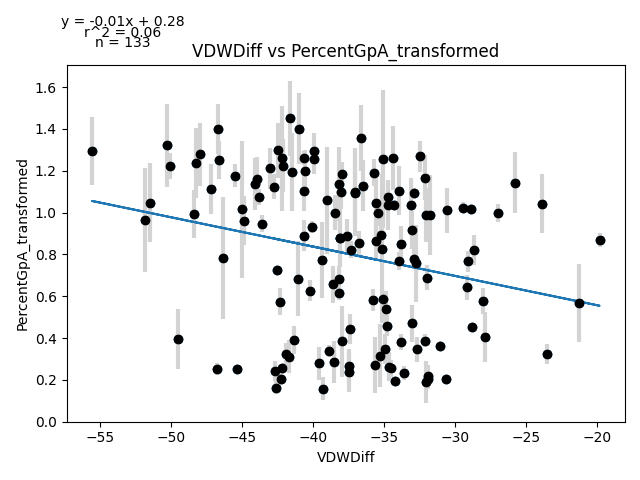 y = -0.01x + 0.28
r^2 = 0.06
n = 133
VDWDiff vs PercentGpA_transformed
PercentGpA_transformed
1.6
1.4
1.2
1.0
0.8
0.6
0.4
0.2
0.0
−55
−50
−45
−40
−35
−30
−25
−20
VDWDiff